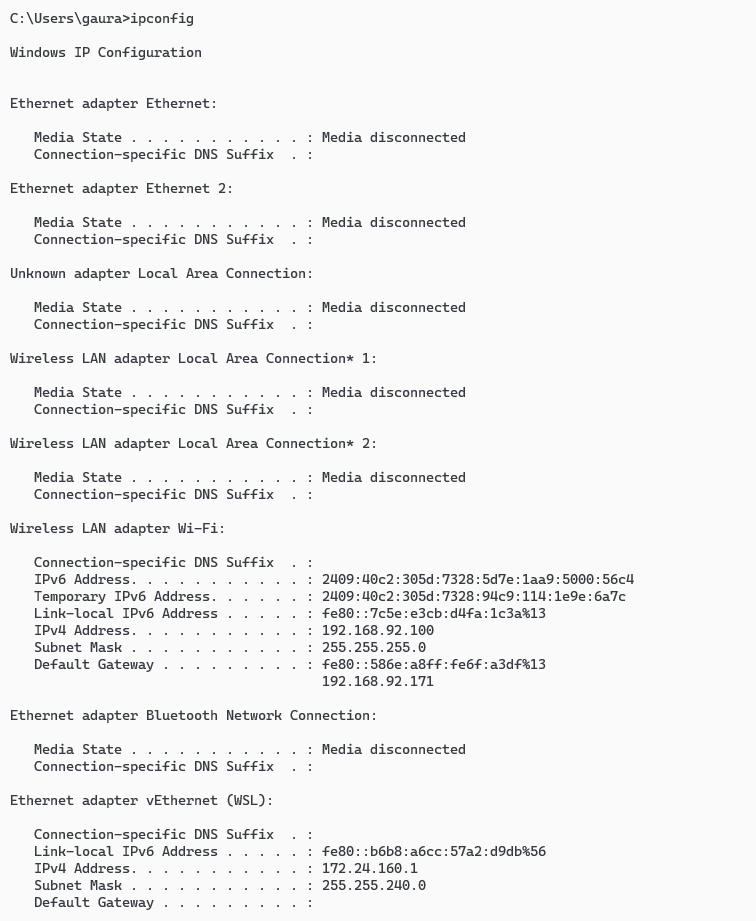 C:\Users\gaura>ipconfig
Windows IP Configuration
Ethernet adapter Ethernet:
Media State . . . . . . . . . . . : Media disconnected
Connection-specific DNS Suffix  . :
Ethernet adapter Ethernet 2:
Media State . . . . . . . . . . . : Media disconnected
Connection-specific DNS Suffix  . :
Unknown adapter Local Area Connection:
Media State . . . . . . . . . . . : Media disconnected
Connection-specific DNS Suffix  . :
Wireless LAN adapter Local Area Connection* 1:
Media State . . . . . . . . . . . : Media disconnected
Connection-specific DNS Suffix  . :
Wireless LAN adapter Local Area Connection* 2:
Media State . . . . . . . . . . . : Media disconnected
Connection-specific DNS Suffix  . :
Wireless LAN adapter Wi-Fi:
Connection-specific DNS Suffix  . :
IPv6 Address. . . . . . . . . . . : 2409:40c2:305d:7328:5d7e:1aa9:5000:56c4
Temporary IPv6 Address. . . . . . : 2409:40c2:305d:7328:94c9:114:1e9e:6a7c
Link-local IPv6 Address . . . . . : fe80::7c5e:e3cb:d4fa:1c3a%13
IPv4 Address. . . . . . . . . . . : 192.168.92.100
Subnet Mask . . . . . . . . . . . : 255.255.255.0
Default Gateway . . . . . . . . . : fe80::586e:a8ff:fe6f:a3df%13
192.168.92.171
Ethernet adapter Bluetooth Network Connection:
Media State . . . . . . . . . . . : Media disconnected
Connection-specific DNS Suffix  . :
Ethernet adapter vEthernet (WSL):
Connection-specific DNS Suffix  . :
Link-local IPv6 Address . . . . . : fe80::b6b8:a6cc:57a2:d9db%56
IPv4 Address. . . . . . . . . . . : 172.24.160.1
Subnet Mask . . . . . . . . . . . : 255.255.240.0
Default Gateway . . . . . . . . . :